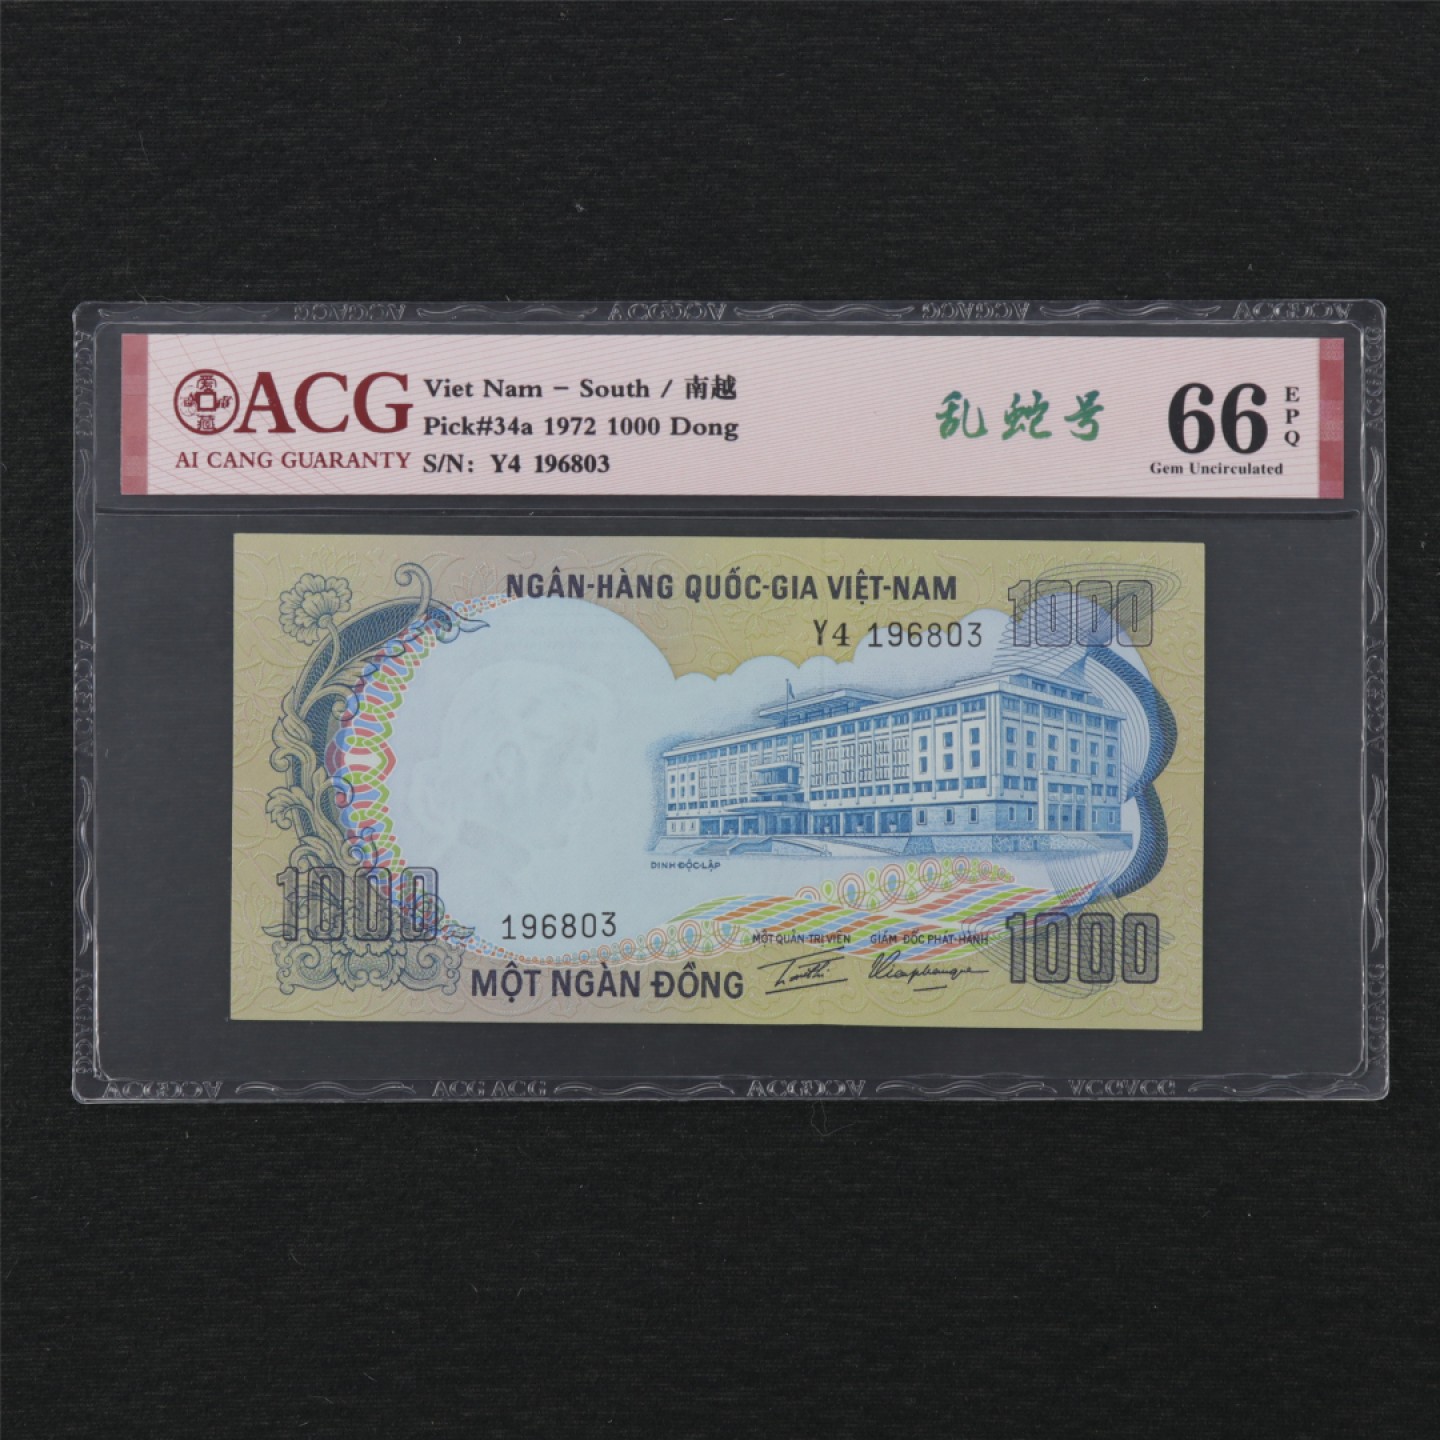 ACG
AI CANG GUARANTY
Viet Nam – South / 南越
Pick#34a 1972 1000 Dong
S/N: Y4 196803
乱蛇号
66
EPQ
Gem Uncirculated
NGÂN-HÀNG QUỐC-GIA VIỆT-NAM
1000
Y4 196803
DINH ĐỘC-LẬP
1000
196803
MỘT QUẢN-TRỊ-VIÊN
GIÁM ĐỐC PHÁT-HÀNH
1000
MỘT NGÀN ĐỒNG